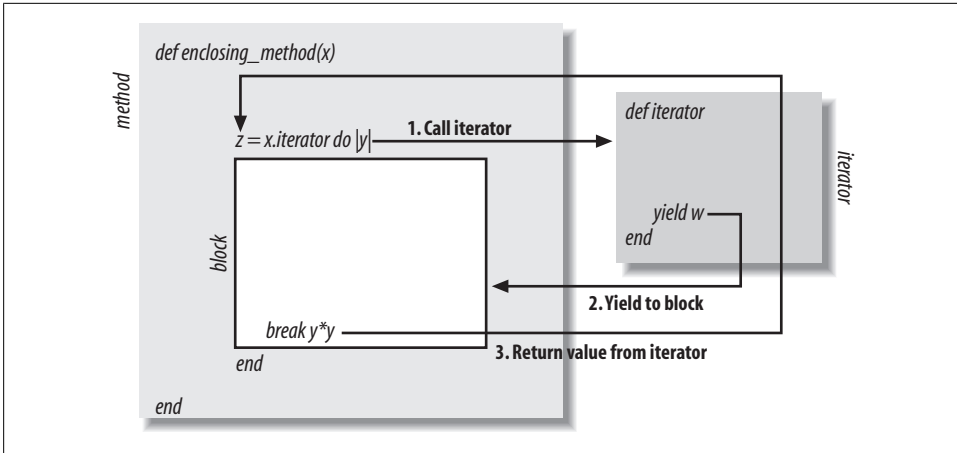 def enclosing_method(x)
method
z = x.iterator do |y|
1. Call iterator
def iterator
iterator
yield w
end
block
2. Yield to block
break y*y
3. Return value from iterator
end
end